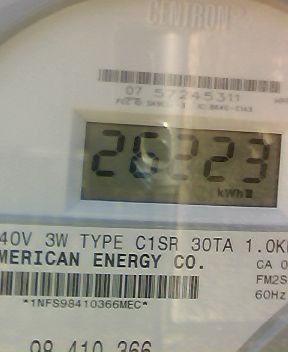 CENTRON
07 57245311
26223
kWh
40V 3W TYPE C1SR 30TA 1.0K
MERICAN ENERGY CO.
CA 0
FM2S
*1NFS98410366MEC*
60Hz
98 410 366